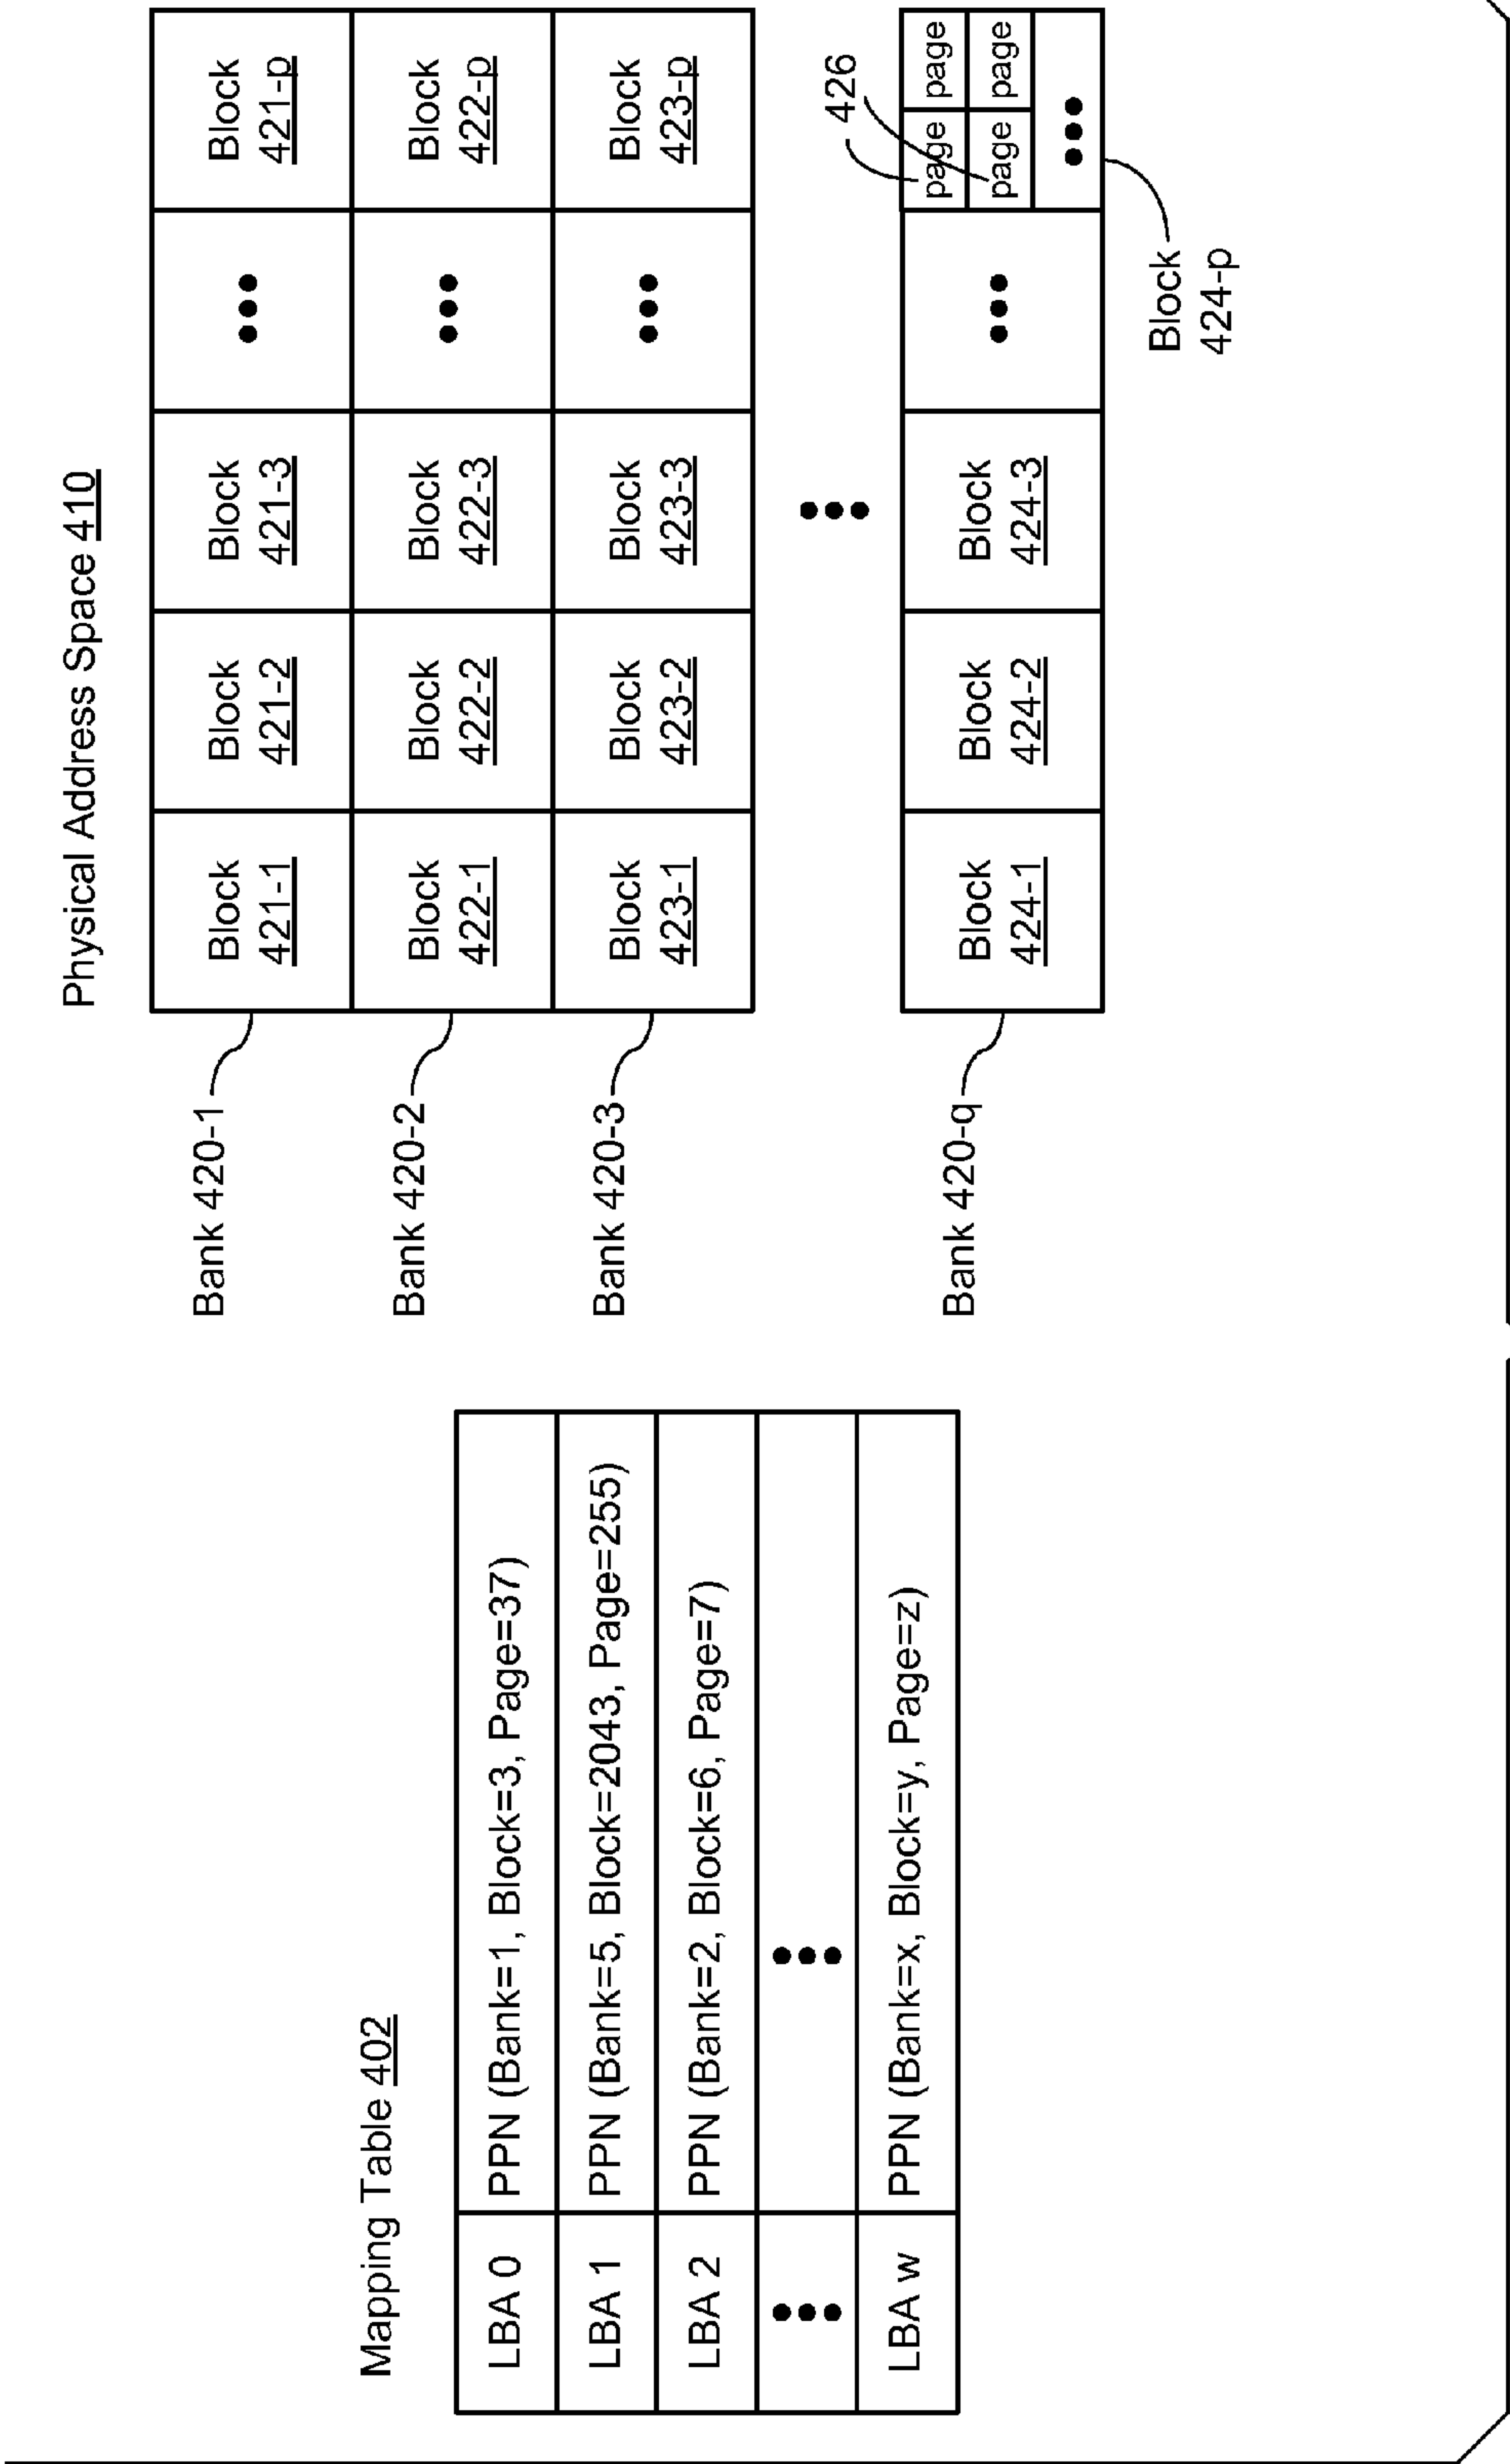 Mapping Table 402
LBA 0 PPN (Bank=1, Block=3, Page=37)
LBA 1 PPN (Bank=5, Block=2043, Page=255)
LBA 2 PPN (Bank=2, Block=6, Page=7)
LBA w PPN (Bank=x, Block=y, Page=z)
Physical Address Space 410
Bank 420-1
Block Block Block Block
421-1 421-2 421-3 421-p
Bank 420-2
Block Block Block Block
422-1 422-2 422-3 422-p
Bank 420-3
Block Block Block Block
423-1 423-2 423-3 423-p
426
Bank 420-q
Block Block Block
424-1 424-2 424-3
page page
page page
Block
424-p